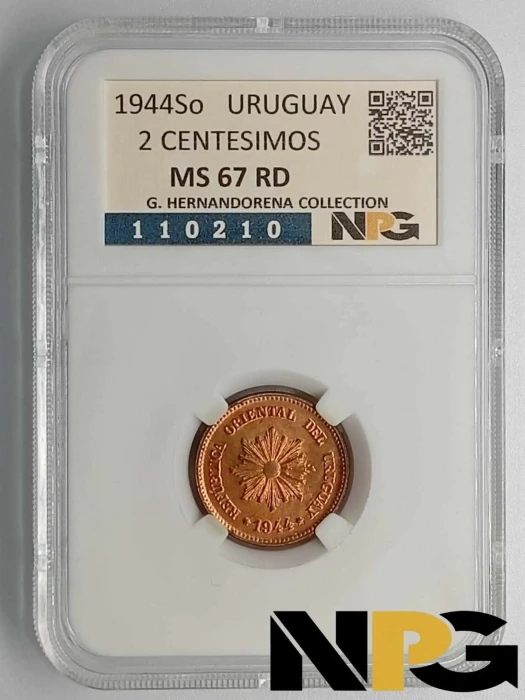 1944So URUGUAY
2 CENTESIMOS
MS 67 RD
G. HERNANDORENA COLLECTION
110210 NPG
REPUBLICA ORIENTAL DEL URUGUAY
1944
NPG